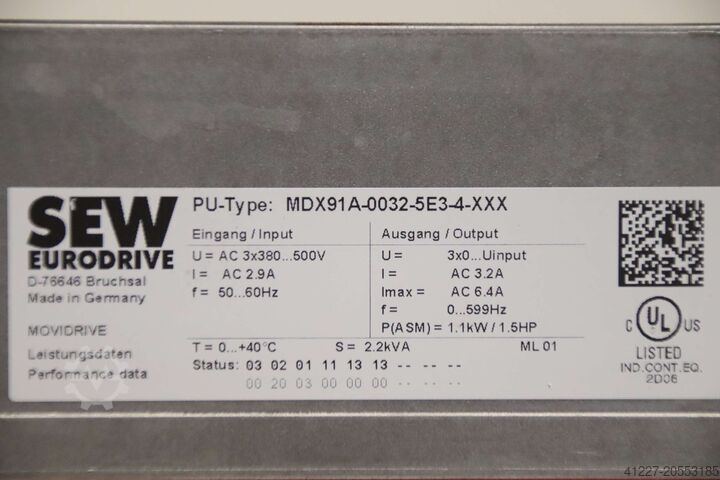 SEW
EURODRIVE
D-76646 Bruchsal
Made in Germany
MOVIDRIVE
Leistungsdaten
Performance data
PU-Type: MDX91A-0032-5E3-4-XXX
Eingang / Input
U = AC 3x380...500V
I = AC 2.9A
f = 50...60Hz
Ausgang / Output
U = 3x0...Uinput
I = AC 3.2A
Imax = AC 6.4A
f = 0...599Hz
P(ASM) = 1.1kW / 1.5HP
T = 0...+40°C S = 2.2kVA ML 01
Status: 03 02 01 11 13 13 -- -- --
00 20 03 00 00 00 -- -- --
C UL US
LISTED
IND.CONT.EQ.
2D06
41227-20553185